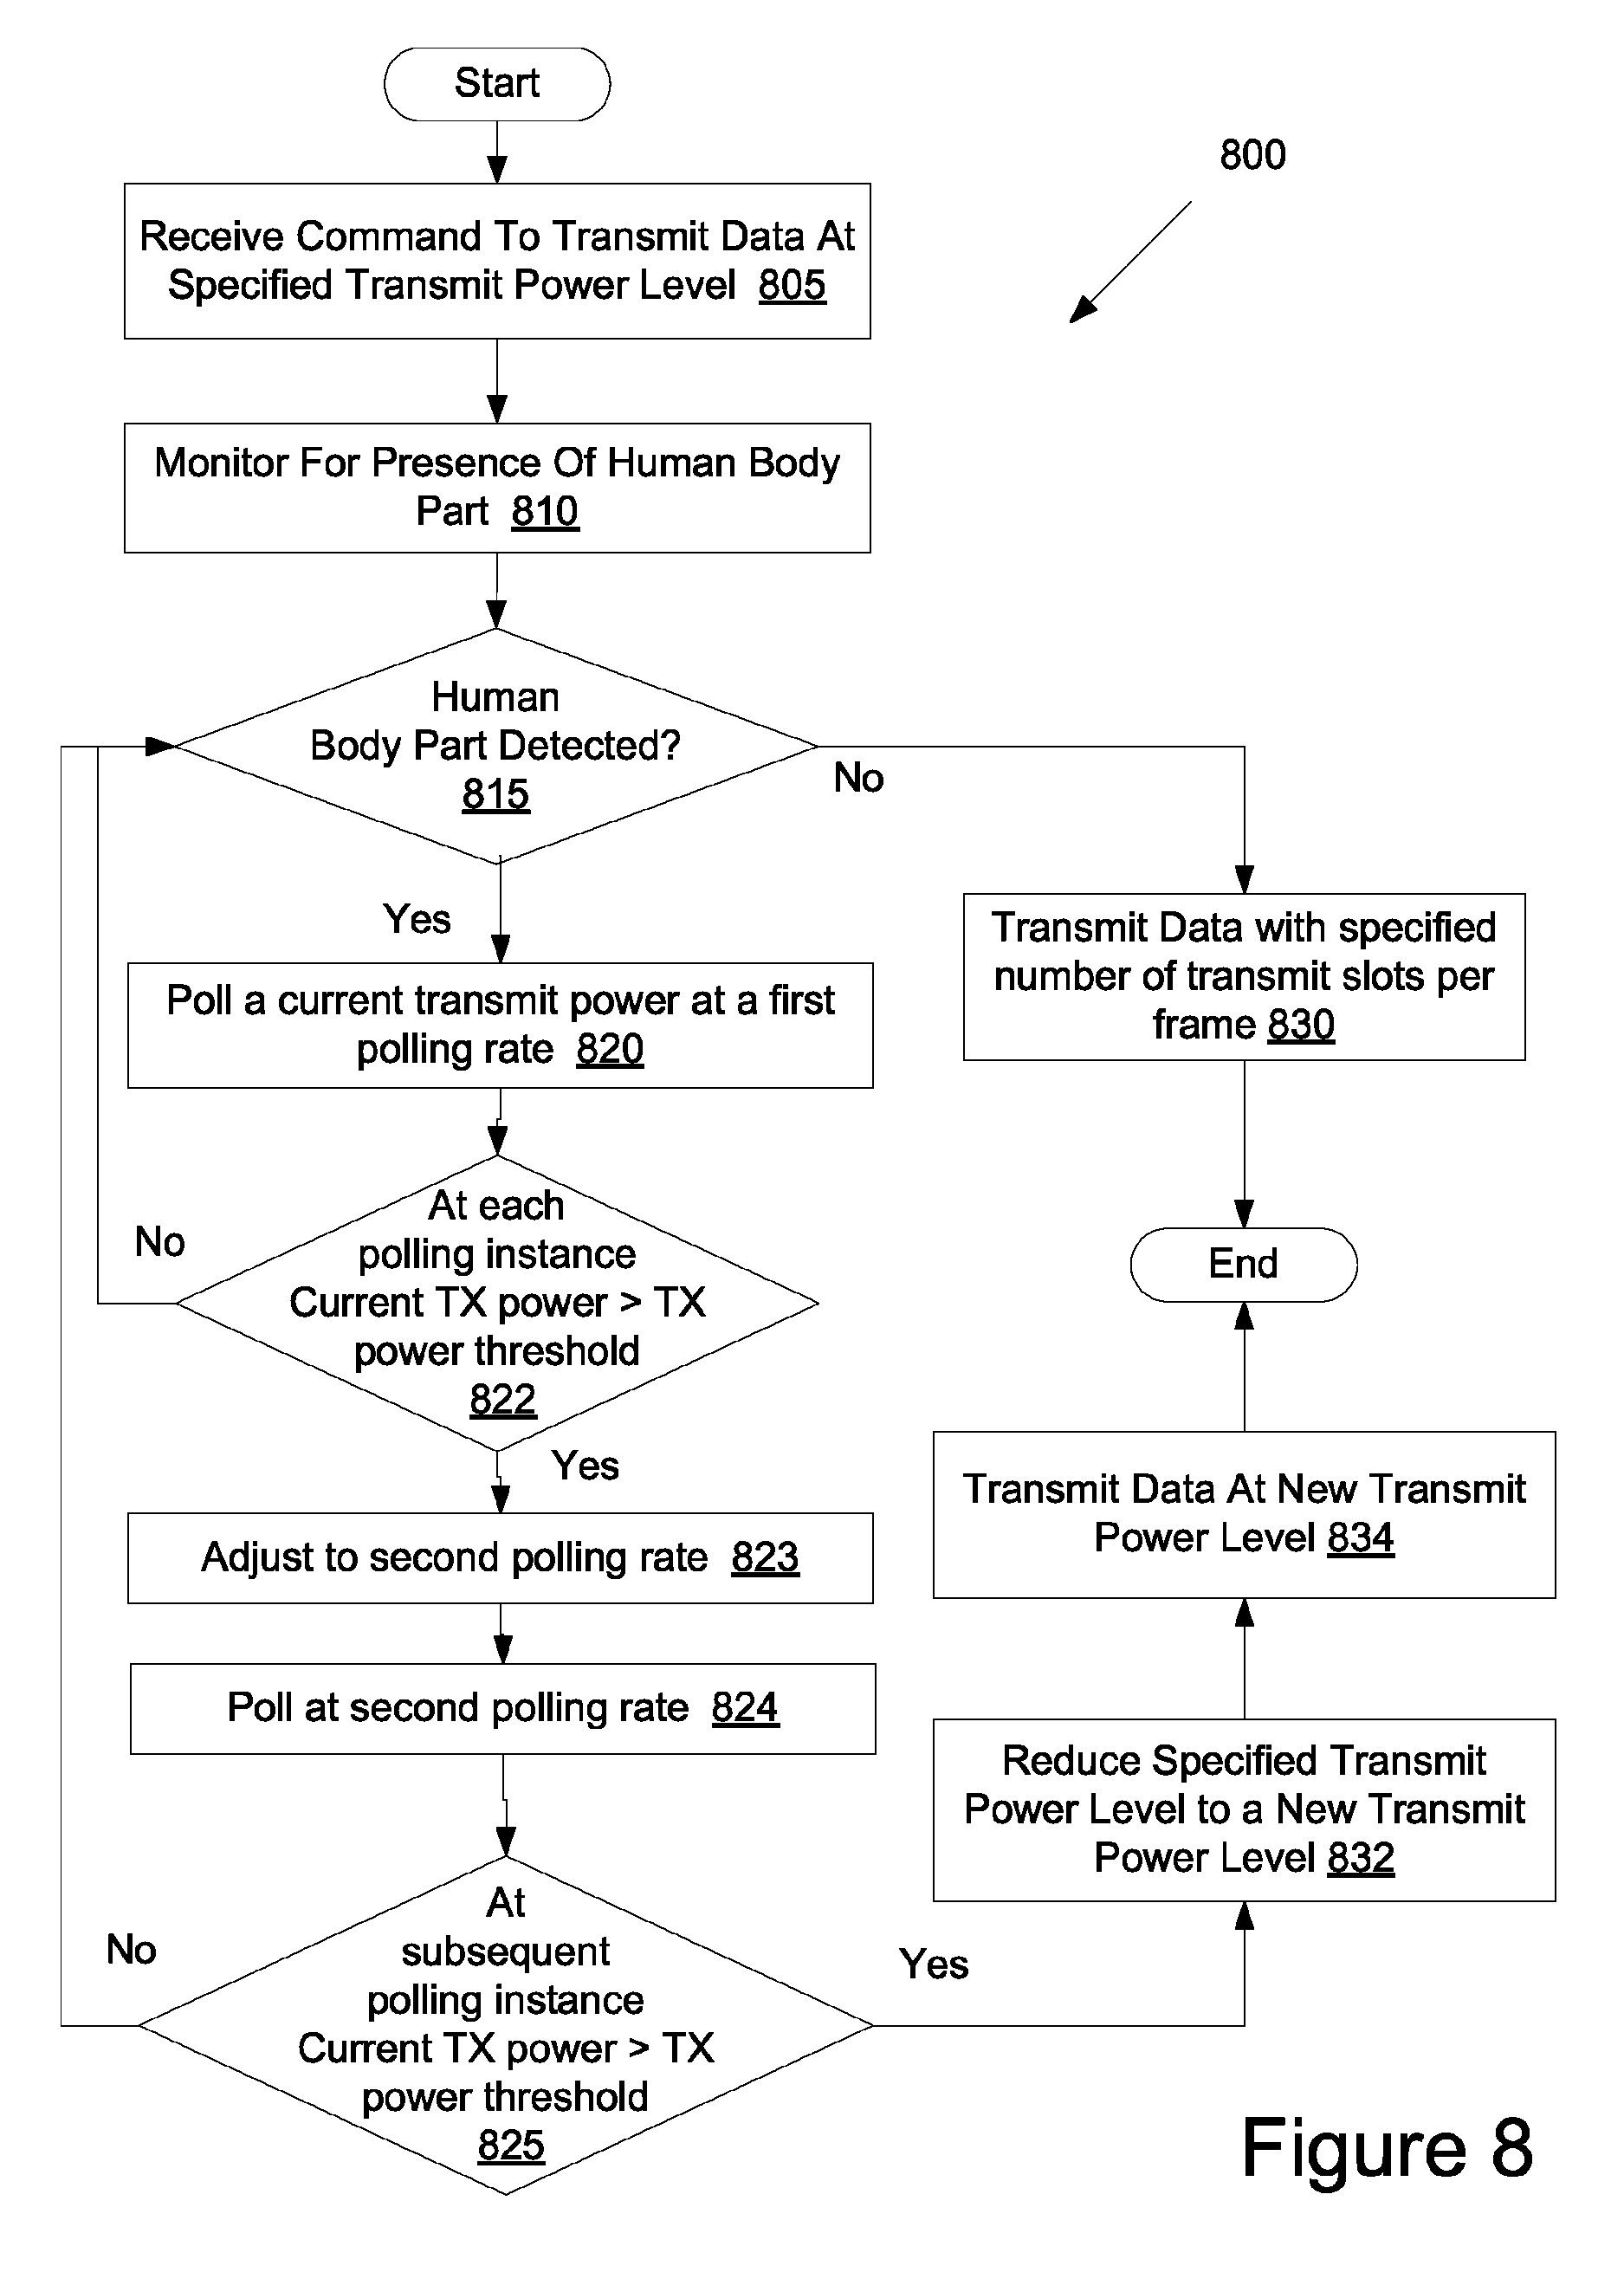 Start
800
Receive Command To Transmit Data At
Specified Transmit Power Level 805
Monitor For Presence Of Human Body
Part 810
Human
Body Part Detected?
815
No
Yes
Transmit Data with specified
number of transmit slots per
frame 830
Poll a current transmit power at a first
polling rate 820
At each
polling instance
Current TX power > TX
power threshold
822
No
End
Yes
Transmit Data At New Transmit
Power Level 834
Adjust to second polling rate 823
Poll at second polling rate 824
Reduce Specified Transmit
Power Level to a New Transmit
Power Level 832
At
subsequent
polling instance
Current TX power > TX
power threshold
825
No
Yes
Figure 8